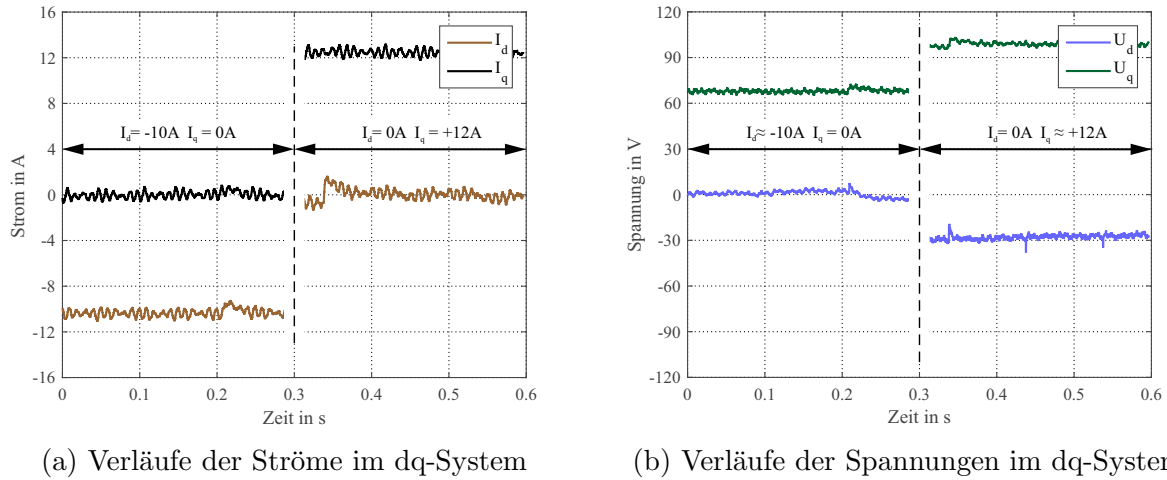 16
12
8
4
0
-4
-8
-12
-16
Strom in A
0
0.1
0.2
0.3
0.4
0.5
0.6
Zeit in s
I_d
I_q
I_d= -10A I_q = 0A
I_d= 0A I_q = +12A
(a) Verläufe der Ströme im dq-System
120
90
60
30
0
-30
-60
-90
-120
Spannung in V
0
0.1
0.2
0.3
0.4
0.5
0.6
Zeit in s
U_d
U_q
I_d≈ -10A I_q = 0A
I_d= 0A I_q ≈ +12A
(b) Verläufe der Spannungen im dq-System